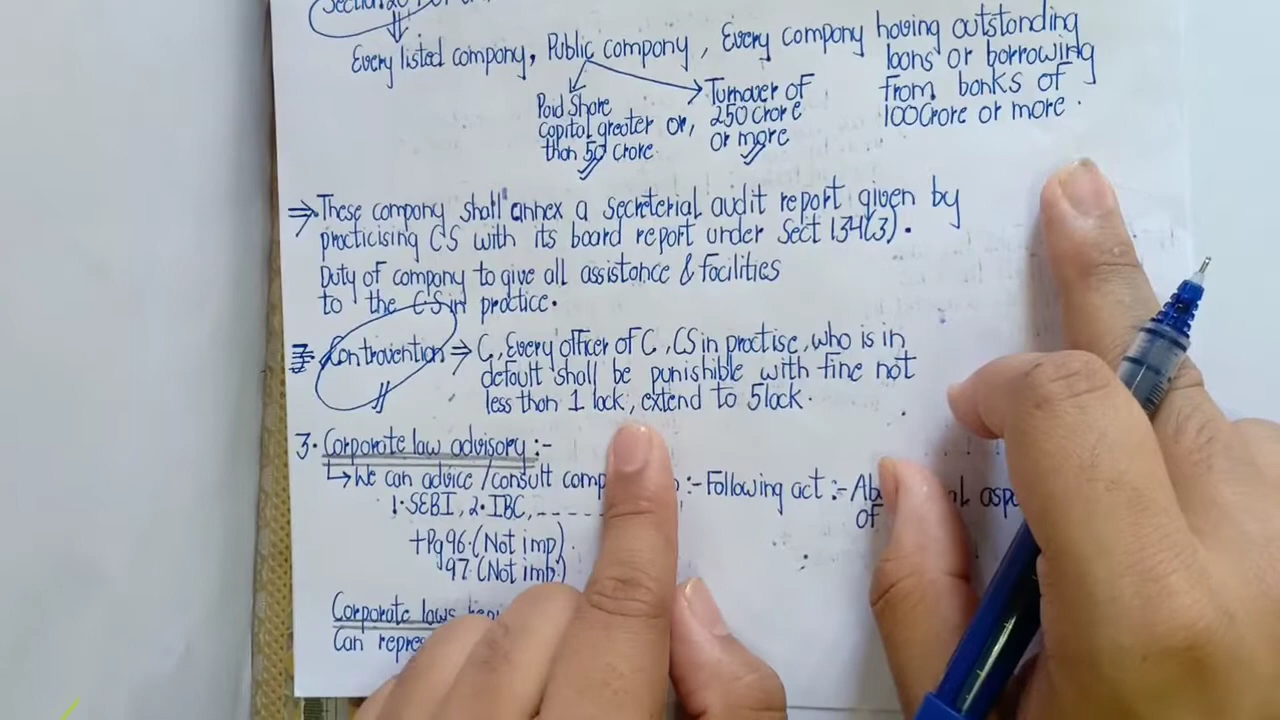 Every listed company, Public company, Every company having outstanding
loans or borrowing
from banks of
100Crore or more.
Paid Share
capital greater
than 50 crore.
or,
Turnover of
250 crore
or more
⇒ These company shall annex a secreterial audit report given by
practicising CS with its board report under Sect 134(3).
Duty of company to give all assistance & facilities
to the CS in practice.
Contravention ⇒ C, Every officer of C, CS in practise, who is in
default shall be punishible with fine not
less than 1 lack, extend to 5 lack.
3. Corporate law advisory :-
↳ We can advice/consult :- Following act :-
of
1. SEBI, 2. IBC, - - - - - -
+Pg 96. (Not imp)
97. (Not imp.)
Corporate laws
Can